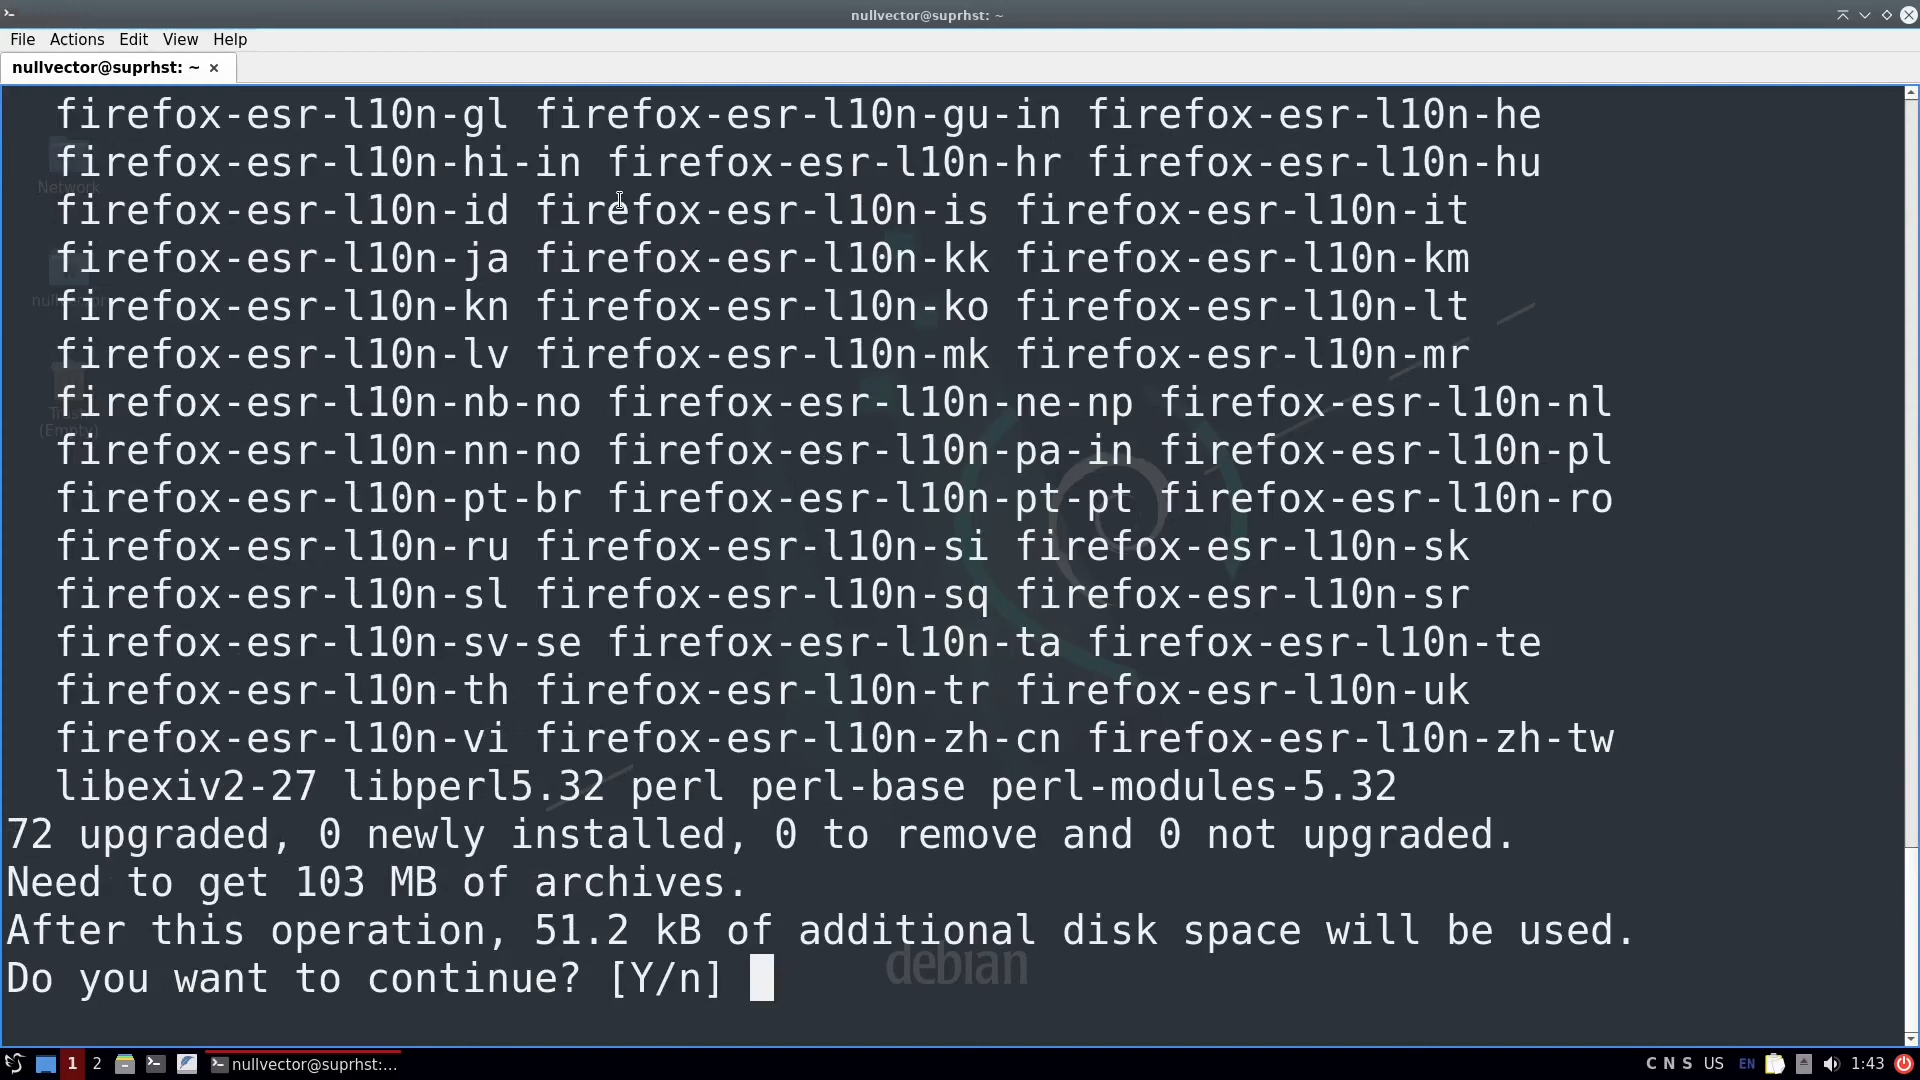 nullvector@suprhst: ~
File Actions Edit View Help
nullvector@suprhst: ~ ×
firefox-esr-l10n-gl firefox-esr-l10n-gu-in firefox-esr-l10n-he
firefox-esr-l10n-hi-in firefox-esr-l10n-hr firefox-esr-l10n-hu
firefox-esr-l10n-id firefox-esr-l10n-is firefox-esr-l10n-it
firefox-esr-l10n-ja firefox-esr-l10n-kk firefox-esr-l10n-km
firefox-esr-l10n-kn firefox-esr-l10n-ko firefox-esr-l10n-lt
firefox-esr-l10n-lv firefox-esr-l10n-mk firefox-esr-l10n-mr
firefox-esr-l10n-nb-no firefox-esr-l10n-ne-np firefox-esr-l10n-nl
firefox-esr-l10n-nn-no firefox-esr-l10n-pa-in firefox-esr-l10n-pl
firefox-esr-l10n-pt-br firefox-esr-l10n-pt-pt firefox-esr-l10n-ro
firefox-esr-l10n-ru firefox-esr-l10n-si firefox-esr-l10n-sk
firefox-esr-l10n-sl firefox-esr-l10n-sq firefox-esr-l10n-sr
firefox-esr-l10n-sv-se firefox-esr-l10n-ta firefox-esr-l10n-te
firefox-esr-l10n-th firefox-esr-l10n-tr firefox-esr-l10n-uk
firefox-esr-l10n-vi firefox-esr-l10n-zh-cn firefox-esr-l10n-zh-tw
libexiv2-27 libperl5.32 perl perl-base perl-modules-5.32
72 upgraded, 0 newly installed, 0 to remove and 0 not upgraded.
Need to get 103 MB of archives.
After this operation, 51.2 kB of additional disk space will be used.
Do you want to continue? [Y/n]
Network
(Empty)
debian
1 2 nullvector@suprhst:... C N S US EN 1:43